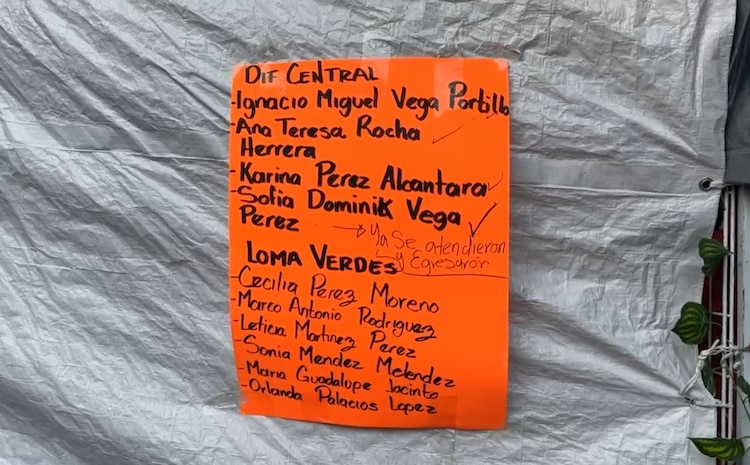 DIF CENTRAL
-Ignacio Miguel Vega Portillo
-Ana Teresa Rocha
Herrera
-Karina Perez Alcantara
-Sofia Dominik Vega
Perez
→ Ya se atendieron
y Egresarón
LOMA VERDES
-Cecilia Perez Moreno
-Marco Antonio Rodriguez
-Leticia Martinez Perez
-Sonia Mendez Melendez
-Maria Guadalupe Jacinto
-Orlanda Palacios Lopez